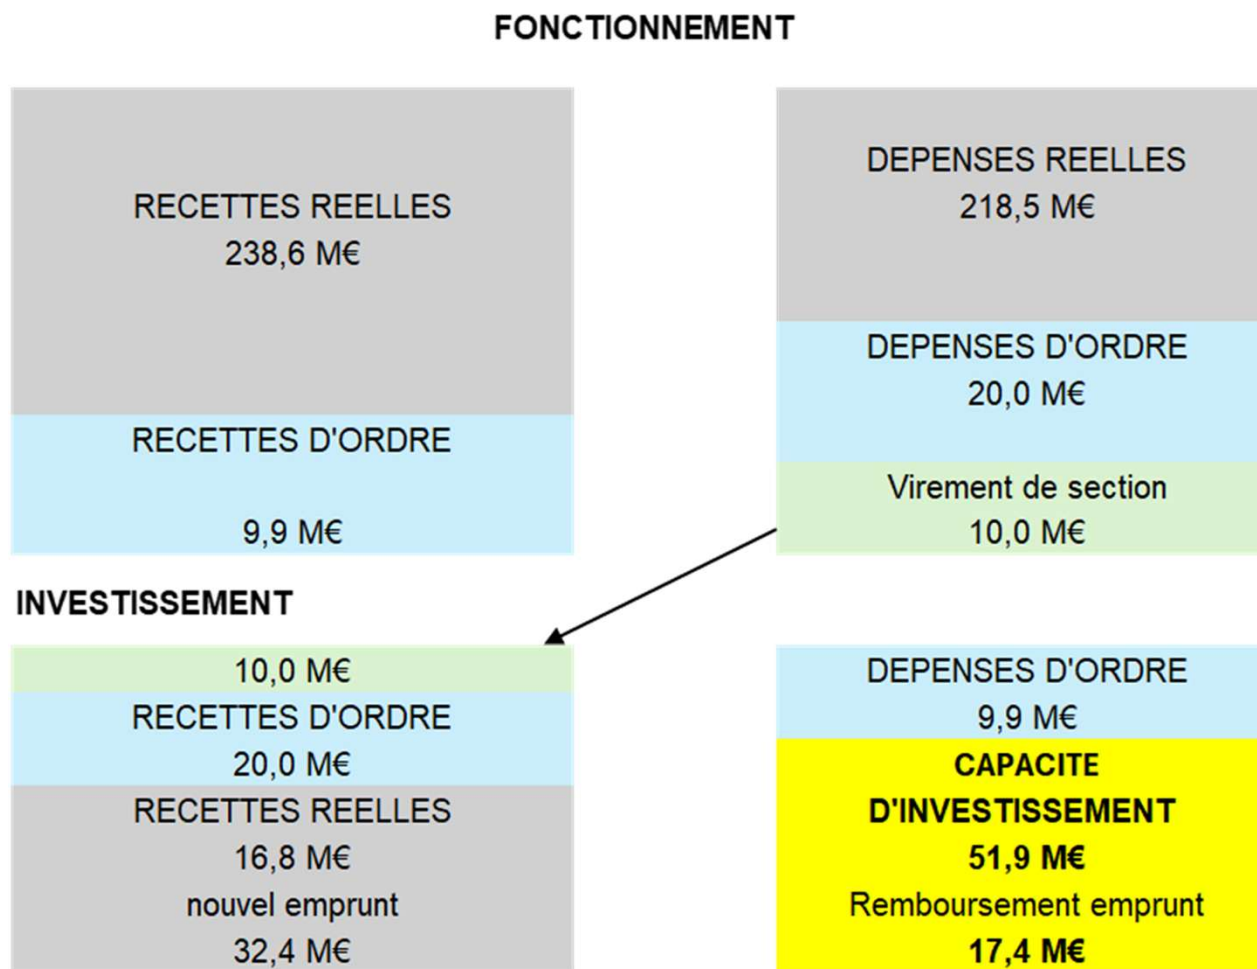 FONCTIONNEMENT
RECETTES REELLES
238,6 M€
RECETTES D'ORDRE
9,9 M€
DEPENSES REELLES
218,5 M€
DEPENSES D'ORDRE
20,0 M€
Virement de section
10,0 M€
INVESTISSEMENT
10,0 M€
RECETTES D'ORDRE
20,0 M€
RECETTES REELLES
16,8 M€
nouvel emprunt
32,4 M€
DEPENSES D'ORDRE
9,9 M€
CAPACITE
D'INVESTISSEMENT
51,9 M€
Remboursement emprunt
17,4 M€